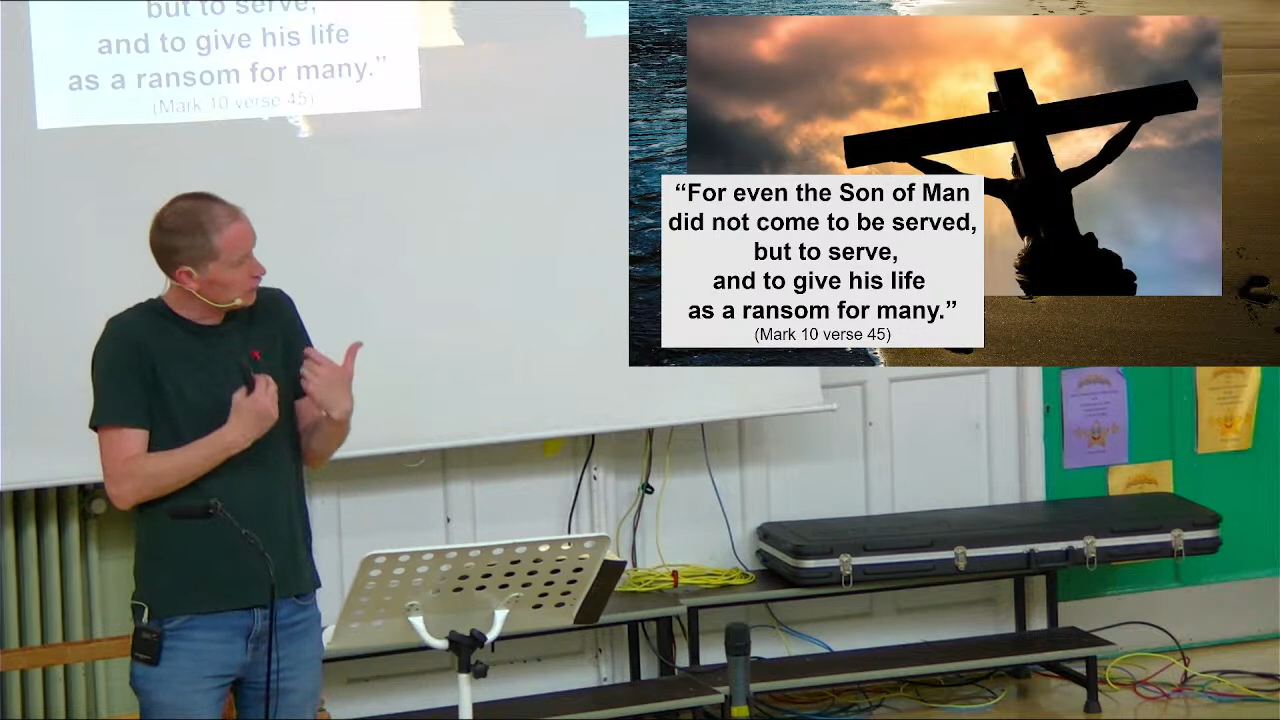 but to serve,
and to give his life
as a ransom for many.”
(Mark 10 verse 45)
“For even the Son of Man
did not come to be served,
but to serve,
and to give his life
as a ransom for many.”
(Mark 10 verse 45)